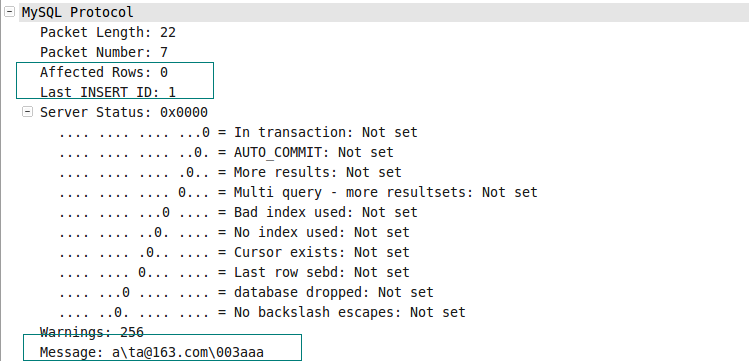 MySQL Protocol
Packet Length: 22
Packet Number: 7
Affected Rows: 0
Last INSERT ID: 1
Server Status: 0x0000
.... .... .... ...0 = In transaction: Not set
.... .... .... ..0. = AUTO_COMMIT: Not set
.... .... .... .0.. = More results: Not set
.... .... .... 0... = Multi query - more resultsets: Not set
.... .... ...0 .... = Bad index used: Not set
.... .... ..0. .... = No index used: Not set
.... .... .0.. .... = Cursor exists: Not set
.... .... 0... .... = Last row sebd: Not set
.... ...0 .... .... = database dropped: Not set
.... ..0. .... .... = No backslash escapes: Not set
Warnings: 256
Message: a\ta@163.com\003aaa